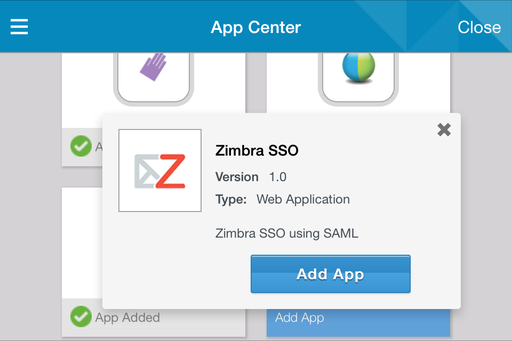 App Center
Close
Zimbra SSO
Version 1.0
Type: Web Application
Zimbra SSO using SAML
Add App
App Added
Add App